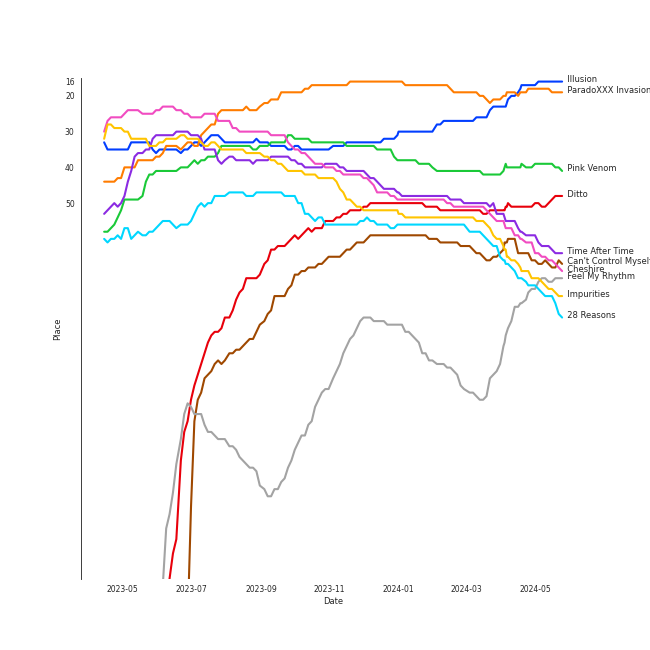 Illusion
16
ParadoXXX Invasion
20
30
Pink Venom
40
Ditto
50
Time After Time
Can't Control Mysel
Cheshire
Feel My Rhythm
Impurities
28 Reasons
Place
2023-05
2023-07
2023-09
2023-11
2024-01
2024-03
2024-05
Date